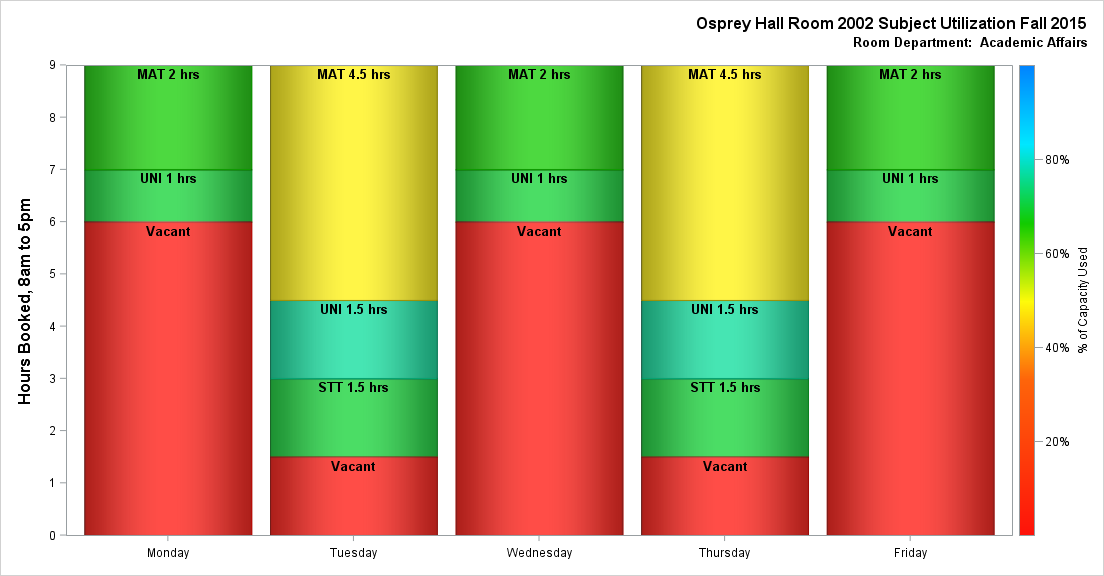 Osprey Hall Room 2002 Subject Utilization Fall 2015
Room Department:  Academic Affairs
Hours Booked, 8am to 5pm
9
8
7
6
5
4
3
2
1
0
MAT 2 hrs
UNI 1 hrs
Vacant
MAT 4.5 hrs
UNI 1.5 hrs
STT 1.5 hrs
Vacant
MAT 2 hrs
UNI 1 hrs
Vacant
MAT 4.5 hrs
UNI 1.5 hrs
STT 1.5 hrs
Vacant
MAT 2 hrs
UNI 1 hrs
Vacant
Monday
Tuesday
Wednesday
Thursday
Friday
80%
60%
40%
20%
% of Capacity Used